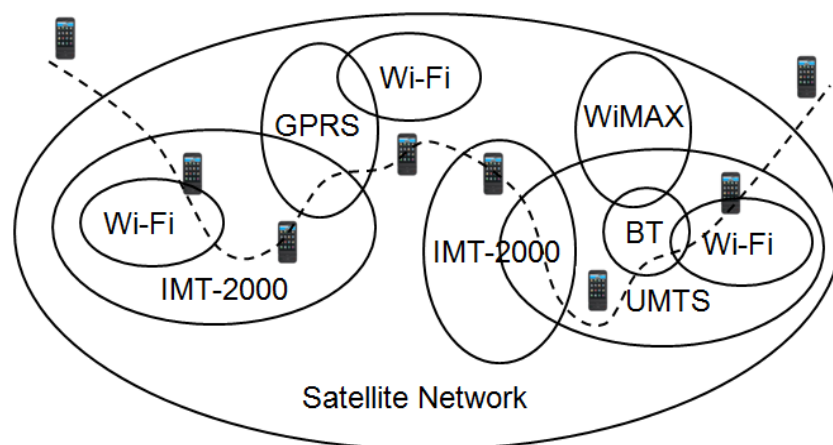 Wi-Fi
GPRS
WiMAX
Wi-Fi
IMT-2000
IMT-2000
BT
Wi-Fi
UMTS
Satellite Network